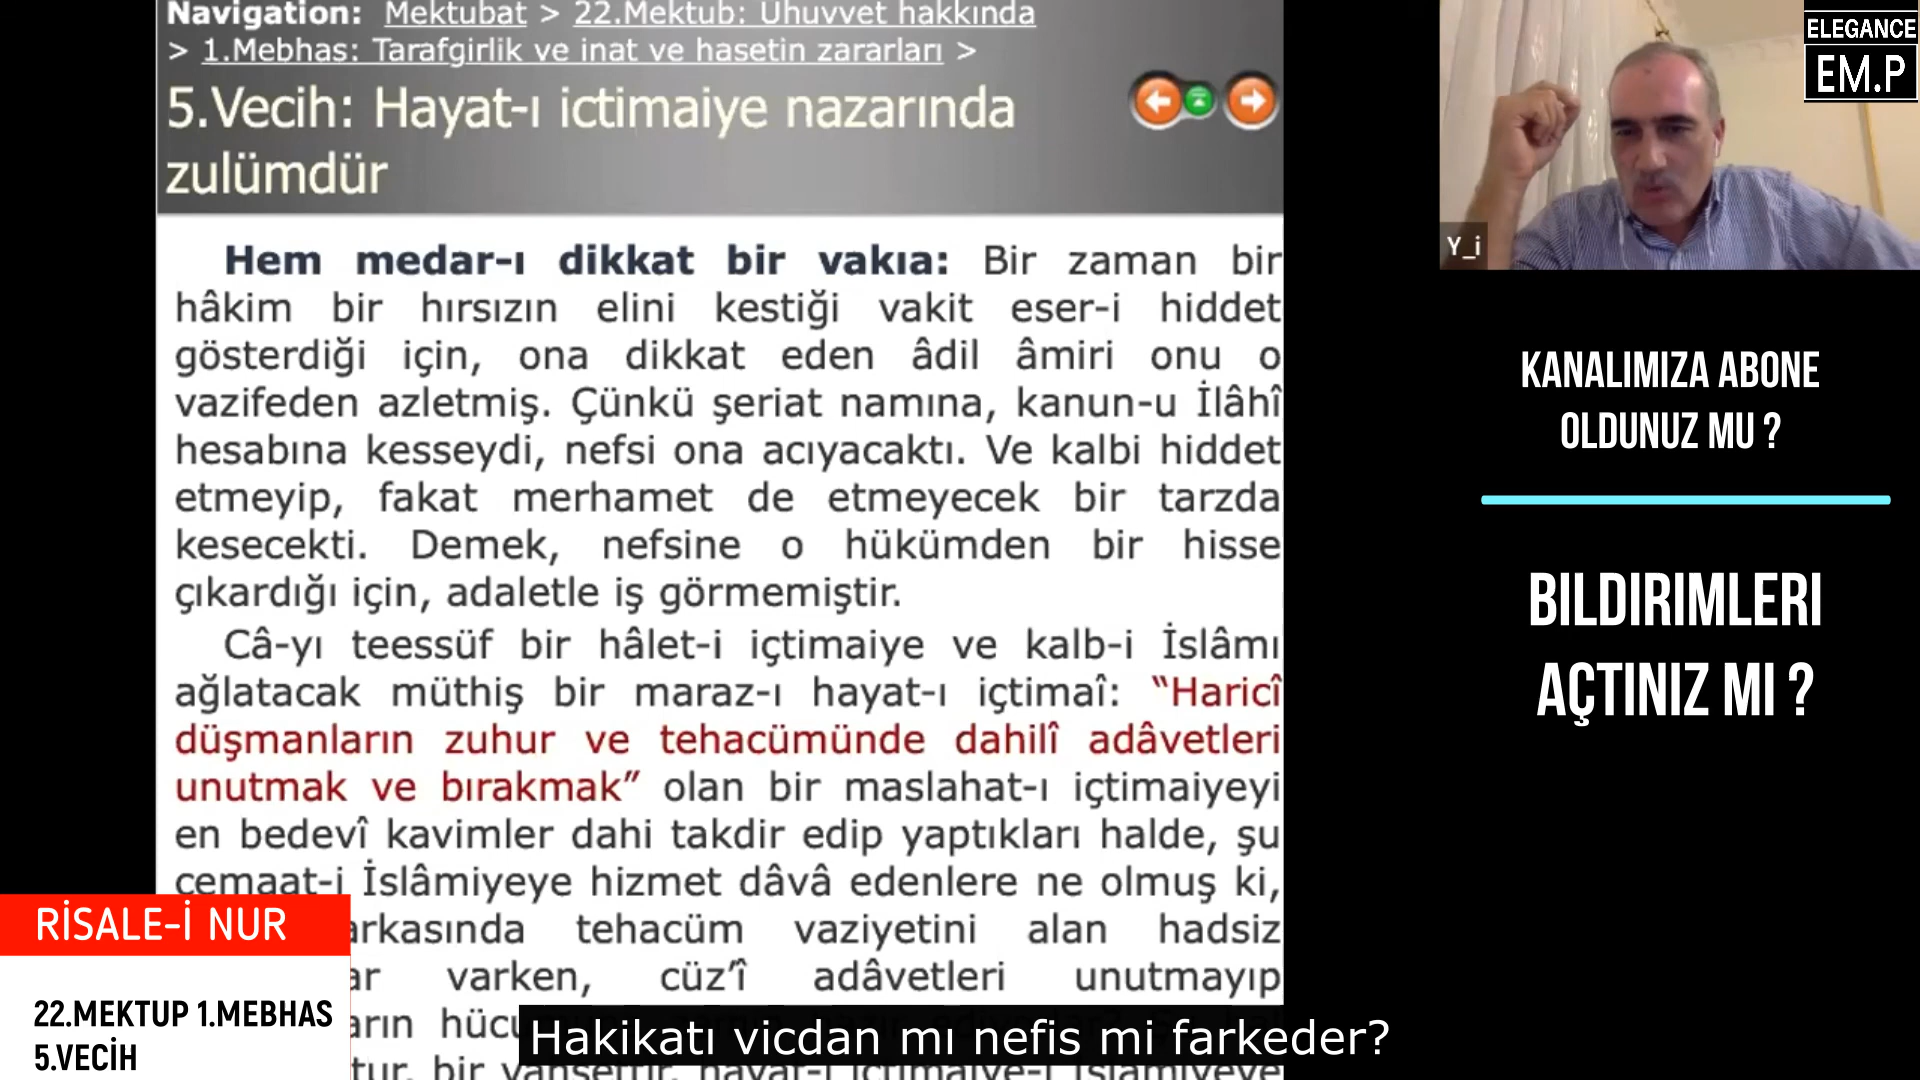 Navigation: Mektubat > 22.Mektub: Uhuvvet hakkında
> 1.Mebhas: Tarafgirlik ve inat ve hasetin zararları >
5.Vecih: Hayat-ı ictimaiye nazarında
zulümdür
Hem medar-ı dikkat bir vakıa: Bir zaman bir
hâkim bir hırsızın elini kestiği vakit eser-i hiddet
gösterdiği için, ona dikkat eden âdil âmiri onu o
vazifeden azletmiş. Çünkü şeriat namına, kanun-u İlâhî
hesabına kesseydi, nefsi ona acıyacaktı. Ve kalbi hiddet
etmeyip, fakat merhamet de etmeyecek bir tarzda
kesecekti. Demek, nefsine o hükümden bir hisse
çıkardığı için, adaletle iş görmemiştir.
Câ-yı teessüf bir hâlet-i içtimaiye ve kalb-i İslâmı
ağlatacak müthiş bir maraz-ı hayat-ı içtimaî: “Haricî
düşmanların zuhur ve tehacümünde dahilî adâvetleri
unutmak ve bırakmak” olan bir maslahat-ı içtimaiyeyi
en bedevî kavimler dahi takdir edip yaptıkları halde, şu
cemaat-i İslâmiyeye hizmet dâvâ edenlere ne olmuş ki,
arkasında tehacüm vaziyetini alan hadsiz
varken, cüz’î adâvetleri unutmayıp
bir vahşettir, hayat-ı içtimaiye-i İslâmiyeye
Hakikatı vicdan mı nefis mi farkeder?
RİSALE-İ NUR
22.MEKTUP 1.MEBHAS
5.VECİH
Y_i
ELEGANCE
EM.P
KANALIMIZA ABONE
OLDUNUZ MU ?
BILDIRIMLERI
AÇTINIZ MI ?